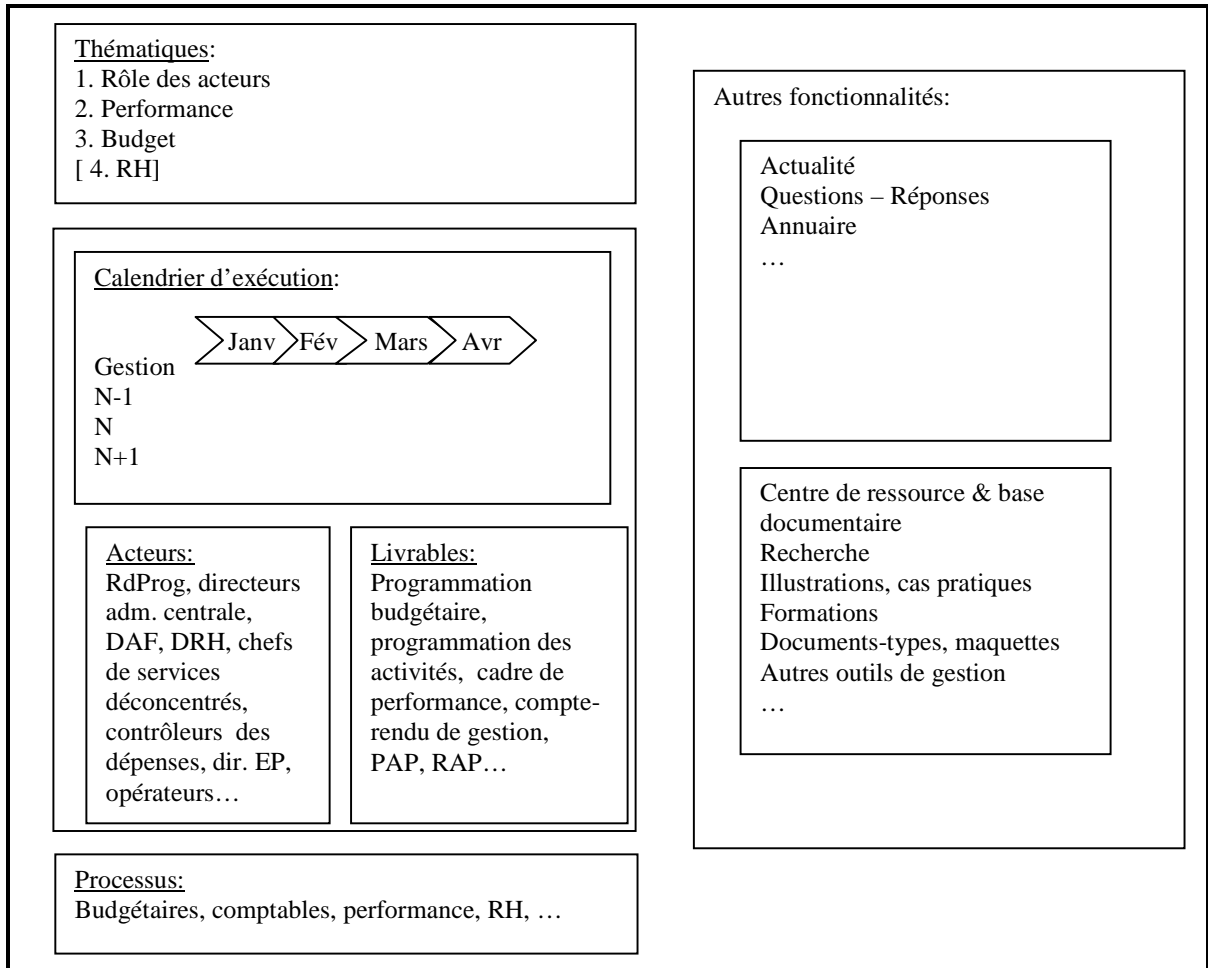 Thématiques:
1. Rôle des acteurs
2. Performance
3. Budget
[ 4. RH]
Calendrier d'exécution:
Janv Fév Mars Avr
Gestion
N-1
N
N+1
Acteurs:
RdProg, directeurs
adm. centrale,
DAF, DRH, chefs
de services
déconcentrés,
contrôleurs des
dépenses, dir. EP,
opérateurs…
Livrables:
Programmation
budgétaire,
programmation des
activités, cadre de
performance, compte-
rendu de gestion,
PAP, RAP…
Processus:
Budgétaires, comptables, performance, RH, …
Autres fonctionnalités:
Actualité
Questions – Réponses
Annuaire
…
Centre de ressource & base
documentaire
Recherche
Illustrations, cas pratiques
Formations
Documents-types, maquettes
Autres outils de gestion
…